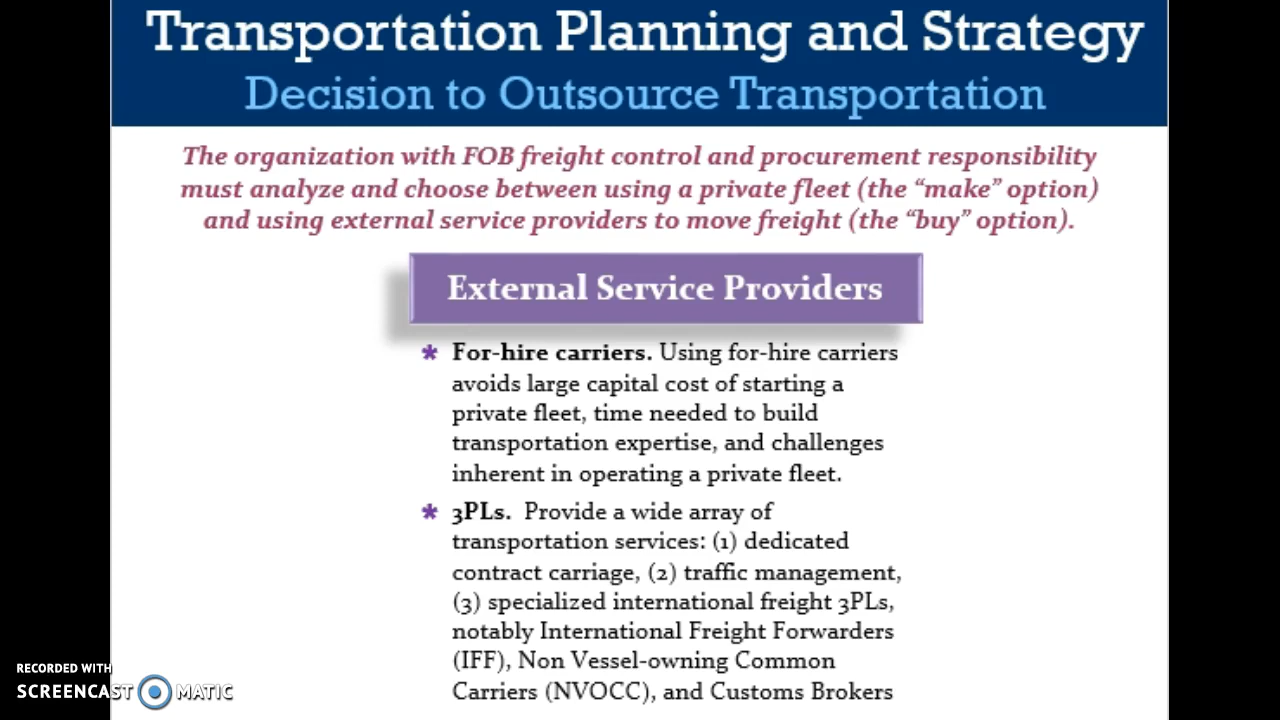 Transportation Planning and Strategy
Decision to Outsource Transportation
The organization with FOB freight control and procurement responsibility
must analyze and choose between using a private fleet (the “make” option)
and using external service providers to move freight (the “buy” option).
External Service Providers
* For-hire carriers. Using for-hire carriers
avoids large capital cost of starting a
private fleet, time needed to build
transportation expertise, and challenges
inherent in operating a private fleet.
* 3PLs. Provide a wide array of
transportation services: (1) dedicated
contract carriage, (2) traffic management,
(3) specialized international freight 3PLs,
notably International Freight Forwarders
(IFF), Non Vessel-owning Common
Carriers (NVOCC), and Customs Brokers
RECORDED WITH
SCREENCAST MATIC